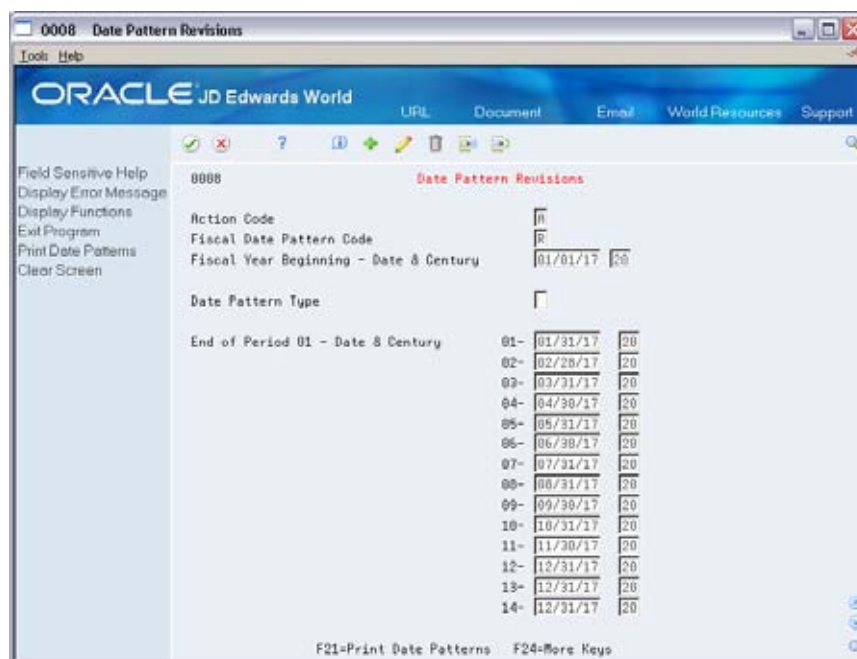 0008 Date Pattern Revisions
Tools Help
ORACLE JD Edwards World
URL Document Email World Resources Support
Field Sensitive Help
Display Error Message
Display Functions
Exit Program
Print Date Patterns
Clear Screen
0008 Date Pattern Revisions
Action Code A
Fiscal Date Pattern Code R
Fiscal Year Beginning - Date & Century 01/01/17 20
Date Pattern Type
End of Period 01 - Date & Century 01- 01/31/17 20
02- 02/28/17 20
03- 03/31/17 20
04- 04/30/17 20
05- 05/31/17 20
06- 06/30/17 20
07- 07/31/17 20
08- 08/31/17 20
09- 09/30/17 20
10- 10/31/17 20
11- 11/30/17 20
12- 12/31/17 20
13- 12/31/17 20
14- 12/31/17 20
F21=Print Date Patterns F24=More Keys